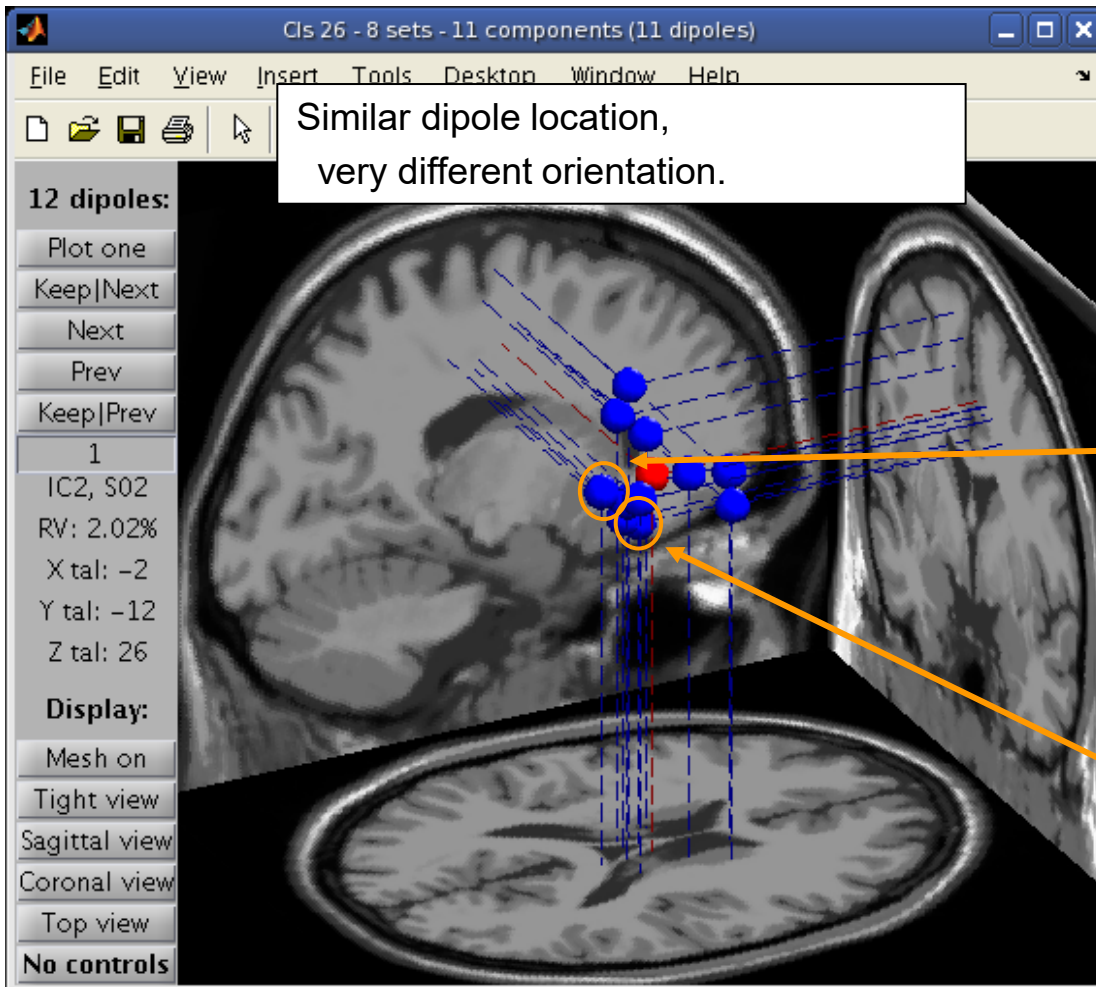 Cls 26 - 8 sets - 11 components (11 dipoles)
File Edit View Insert Tools Desktop Window Help
Similar dipole location,
very different orientation.
12 dipoles:
Plot one
Keep|Next
Next
Prev
Keep|Prev
1
IC2, S02
RV: 2.02%
X tal: −2
Y tal: −12
Z tal: 26
Display:
Mesh on
Tight view
Sagittal view
Coronal view
Top view
No controls